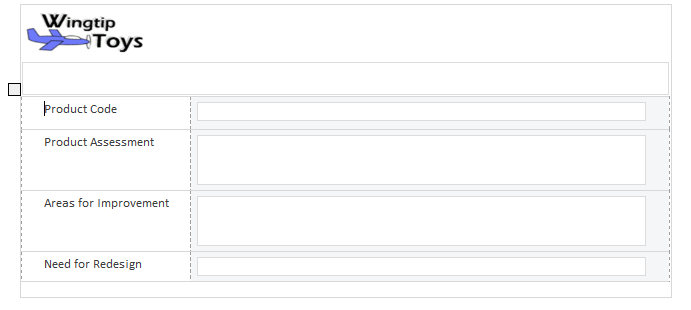 Wingtip
Toys
Product Code
Product Assessment
Areas for Improvement
Need for Redesign